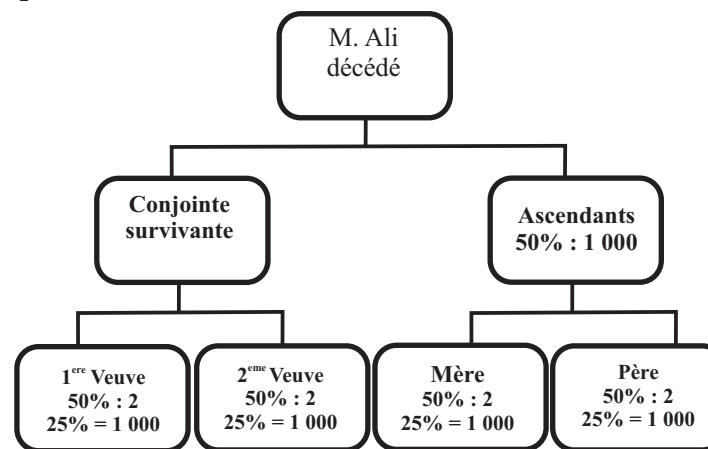 M. Ali
décédé
Conjointe
survivante
Ascendants
50% : 1 000
1ere Veuve
50% : 2
25% = 1 000
2eme Veuve
50% : 2
25% = 1 000
Mère
50% : 2
25% = 1 000
Père
50% : 2
25% = 1 000